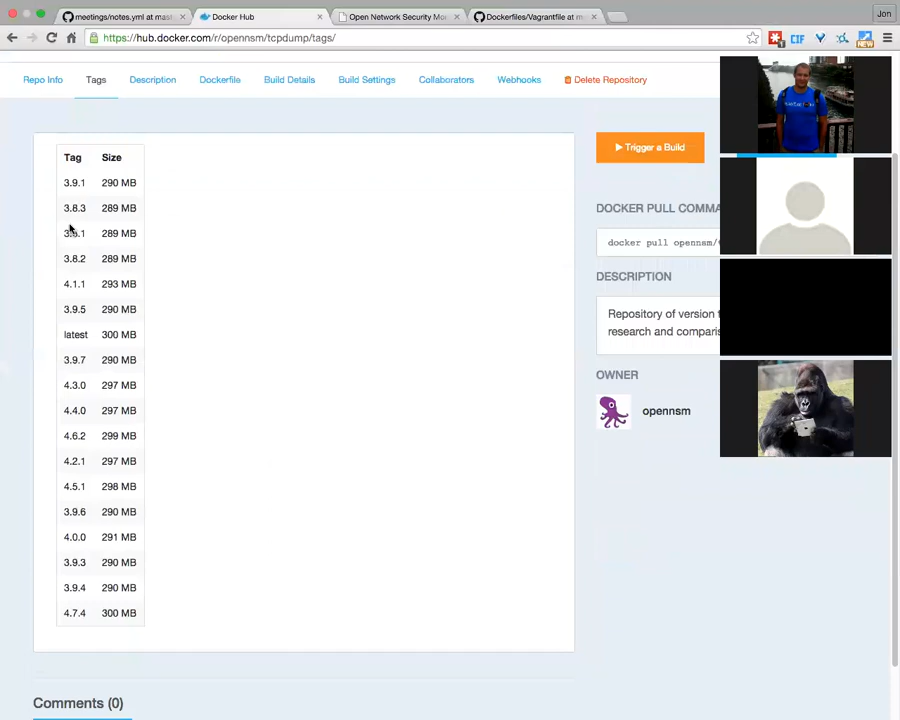 meetings/notes.yml at mast
Docker Hub
Open Network Security Mo
Dockerfiles/Vagrantfile at m
Jon
https://hub.docker.com/r/opennsm/tcpdump/tags/
Repo Info
Tags
Description
Dockerfile
Build Details
Build Settings
Collaborators
Webhooks
Delete Repository
Tag Size
3.9.1 290 MB
3.8.3 289 MB
289 MB
3.8.2 289 MB
4.1.1 293 MB
3.9.5 290 MB
latest 300 MB
3.9.7 290 MB
4.3.0 297 MB
4.4.0 297 MB
4.6.2 299 MB
4.2.1 297 MB
4.5.1 298 MB
3.9.6 290 MB
4.0.0 291 MB
3.9.3 290 MB
3.9.4 290 MB
4.7.4 300 MB
Comments (0)
Trigger a Build
DOCKER PULL COMMA
docker pull opennsm/
DESCRIPTION
Repository of version
research and comparis
OWNER
opennsm
CIF
NEW